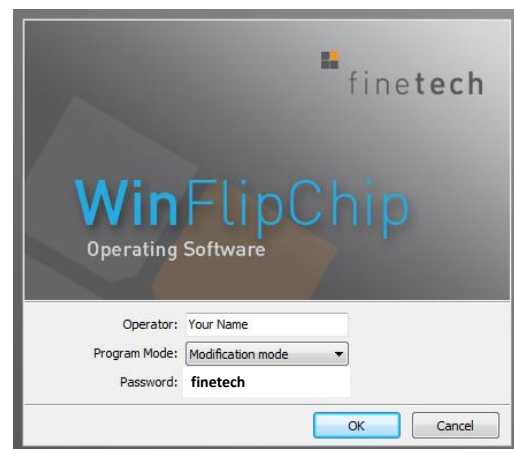 finetech
WinFlipChip
Operating Software
Operator: Your Name
Program Mode: Modification mode
Password: finetech
OK Cancel